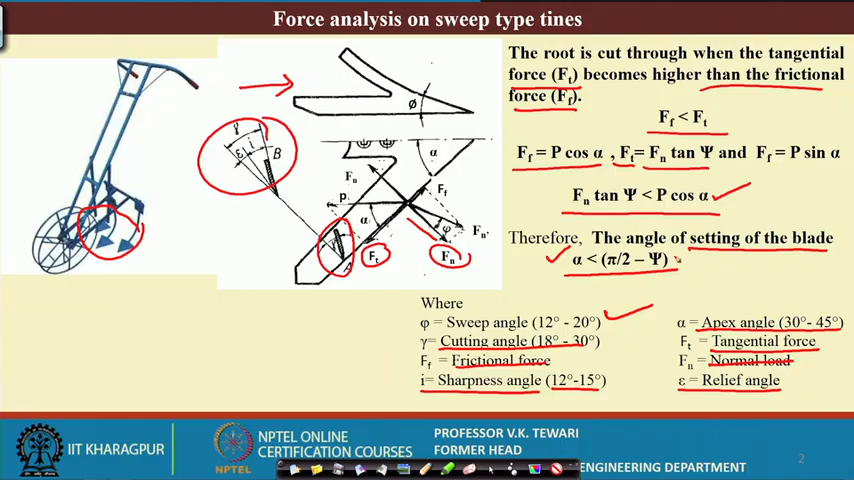 Force analysis on sweep type tines
The root is cut through when the tangential
force (Ft) becomes higher than the frictional
force (Ff).
Ff < Ft
Ff = P cos α , Ft= Fn tan Ψ and Ff = P sin α
Fn tan Ψ < P cos α
Therefore, The angle of setting of the blade
α < (π/2 – Ψ)
ϕ
γ
ε i
B
Ψ Ψ
α
Fn
Ff
P
α
φ
Fn'
Ft
Fn
A
Where
φ = Sweep angle (12° - 20°)
γ= Cutting angle (18° - 30°)
Ff = Frictional force
i= Sharpness angle (12°-15°)
α = Apex angle (30°- 45°)
Ft = Tangential force
Fn = Normal load
ε = Relief angle
IIT KHARAGPUR
NPTEL
NPTEL ONLINE
CERTIFICATION COURSES
PROFESSOR V.K. TEWARI
FORMER HEAD
ENGINEERING DEPARTMENT
2